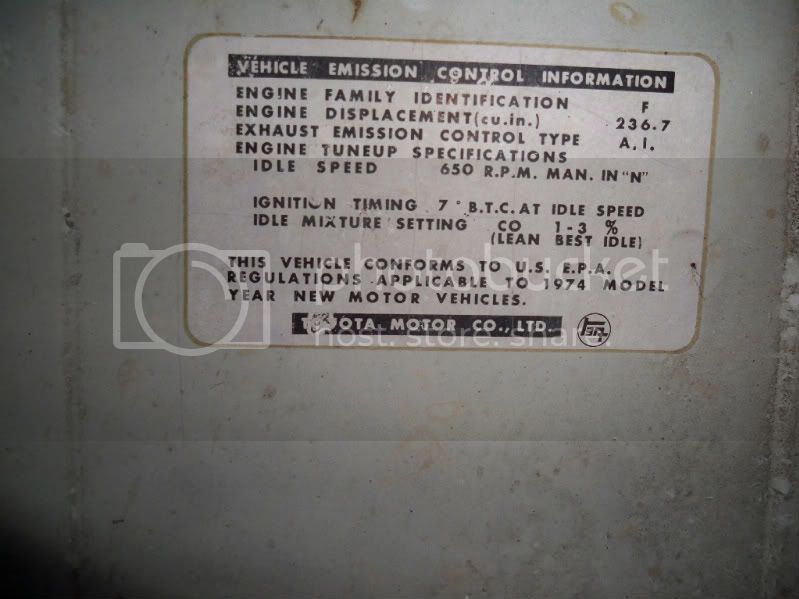 VEHICLE EMISSION CONTROL INFORMATION
ENGINE FAMILY IDENTIFICATION F
ENGINE DISPLACEMENT(cu.in.) 236.7
EXHAUST EMISSION CONTROL TYPE A.I.
ENGINE TUNEUP SPECIFICATIONS
IDLE SPEED 650 R.P.M. MAN. IN "N"
IGNITION TIMING 7° B.T.C. AT IDLE SPEED
IDLE MIXTURE SETTING CO 1-3 %
(LEAN BEST IDLE)
THIS VEHICLE CONFORMS TO U.S. E.P.A.
REGULATIONS APPLICABLE TO 1974 MODEL
YEAR NEW MOTOR VEHICLES.
TOYOTA MOTOR CO., LTD.
TEQ
photobucket
host. store. share.